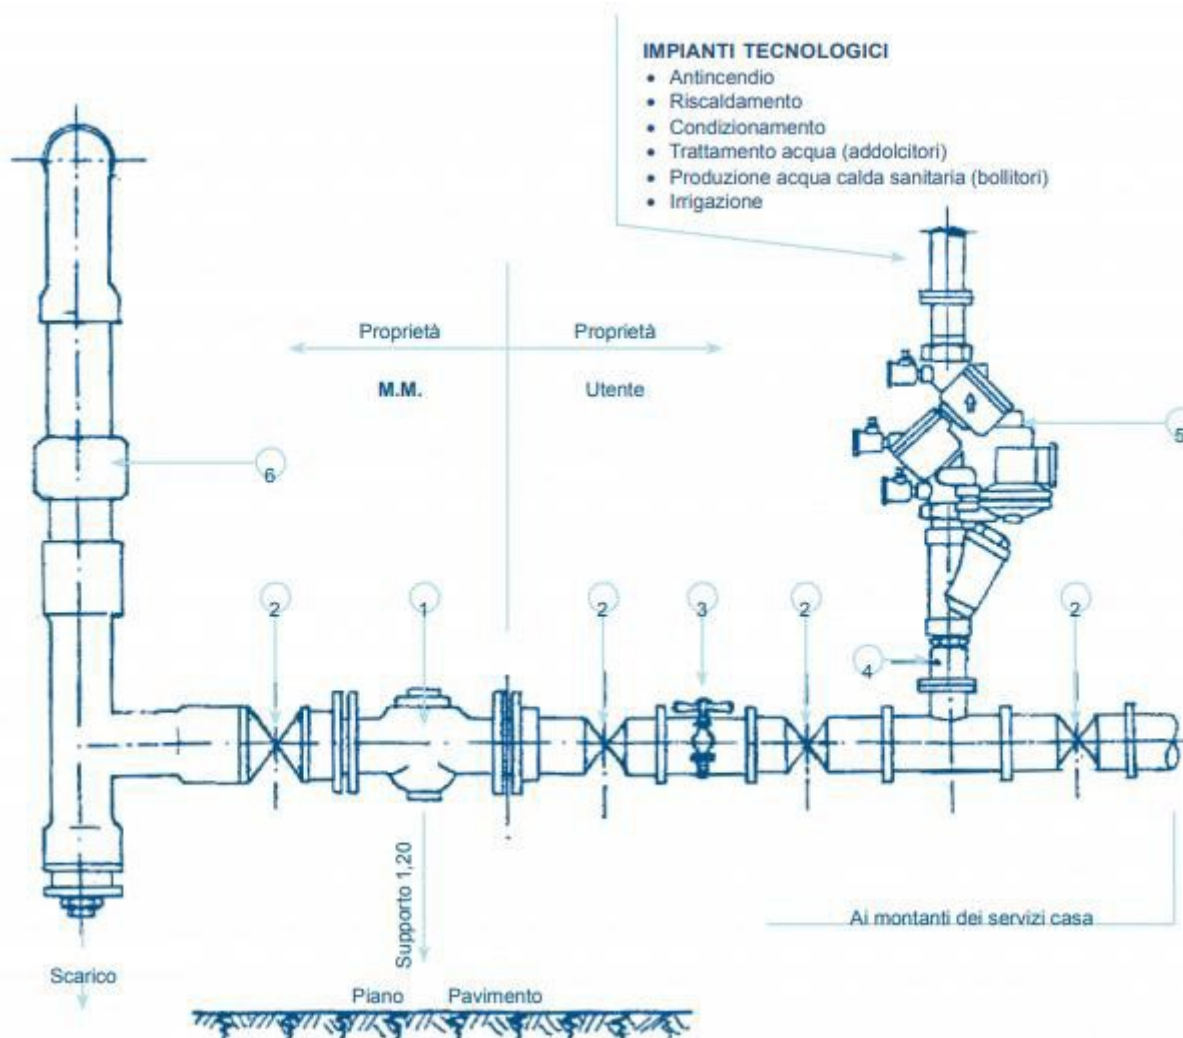 IMPIANTI TECNOLOGICI
• Antincendio
• Riscaldamento
• Condizionamento
• Trattamento acqua (addolcitori)
• Produzione acqua calda sanitaria (bollitori)
• Irrigazione
Proprietà
Proprietà
M.M.
Utente
5
6
2
1
2
3
2
2
4
Supporto 1,20
Ai montanti dei servizi casa
Scarico
Piano Pavimento